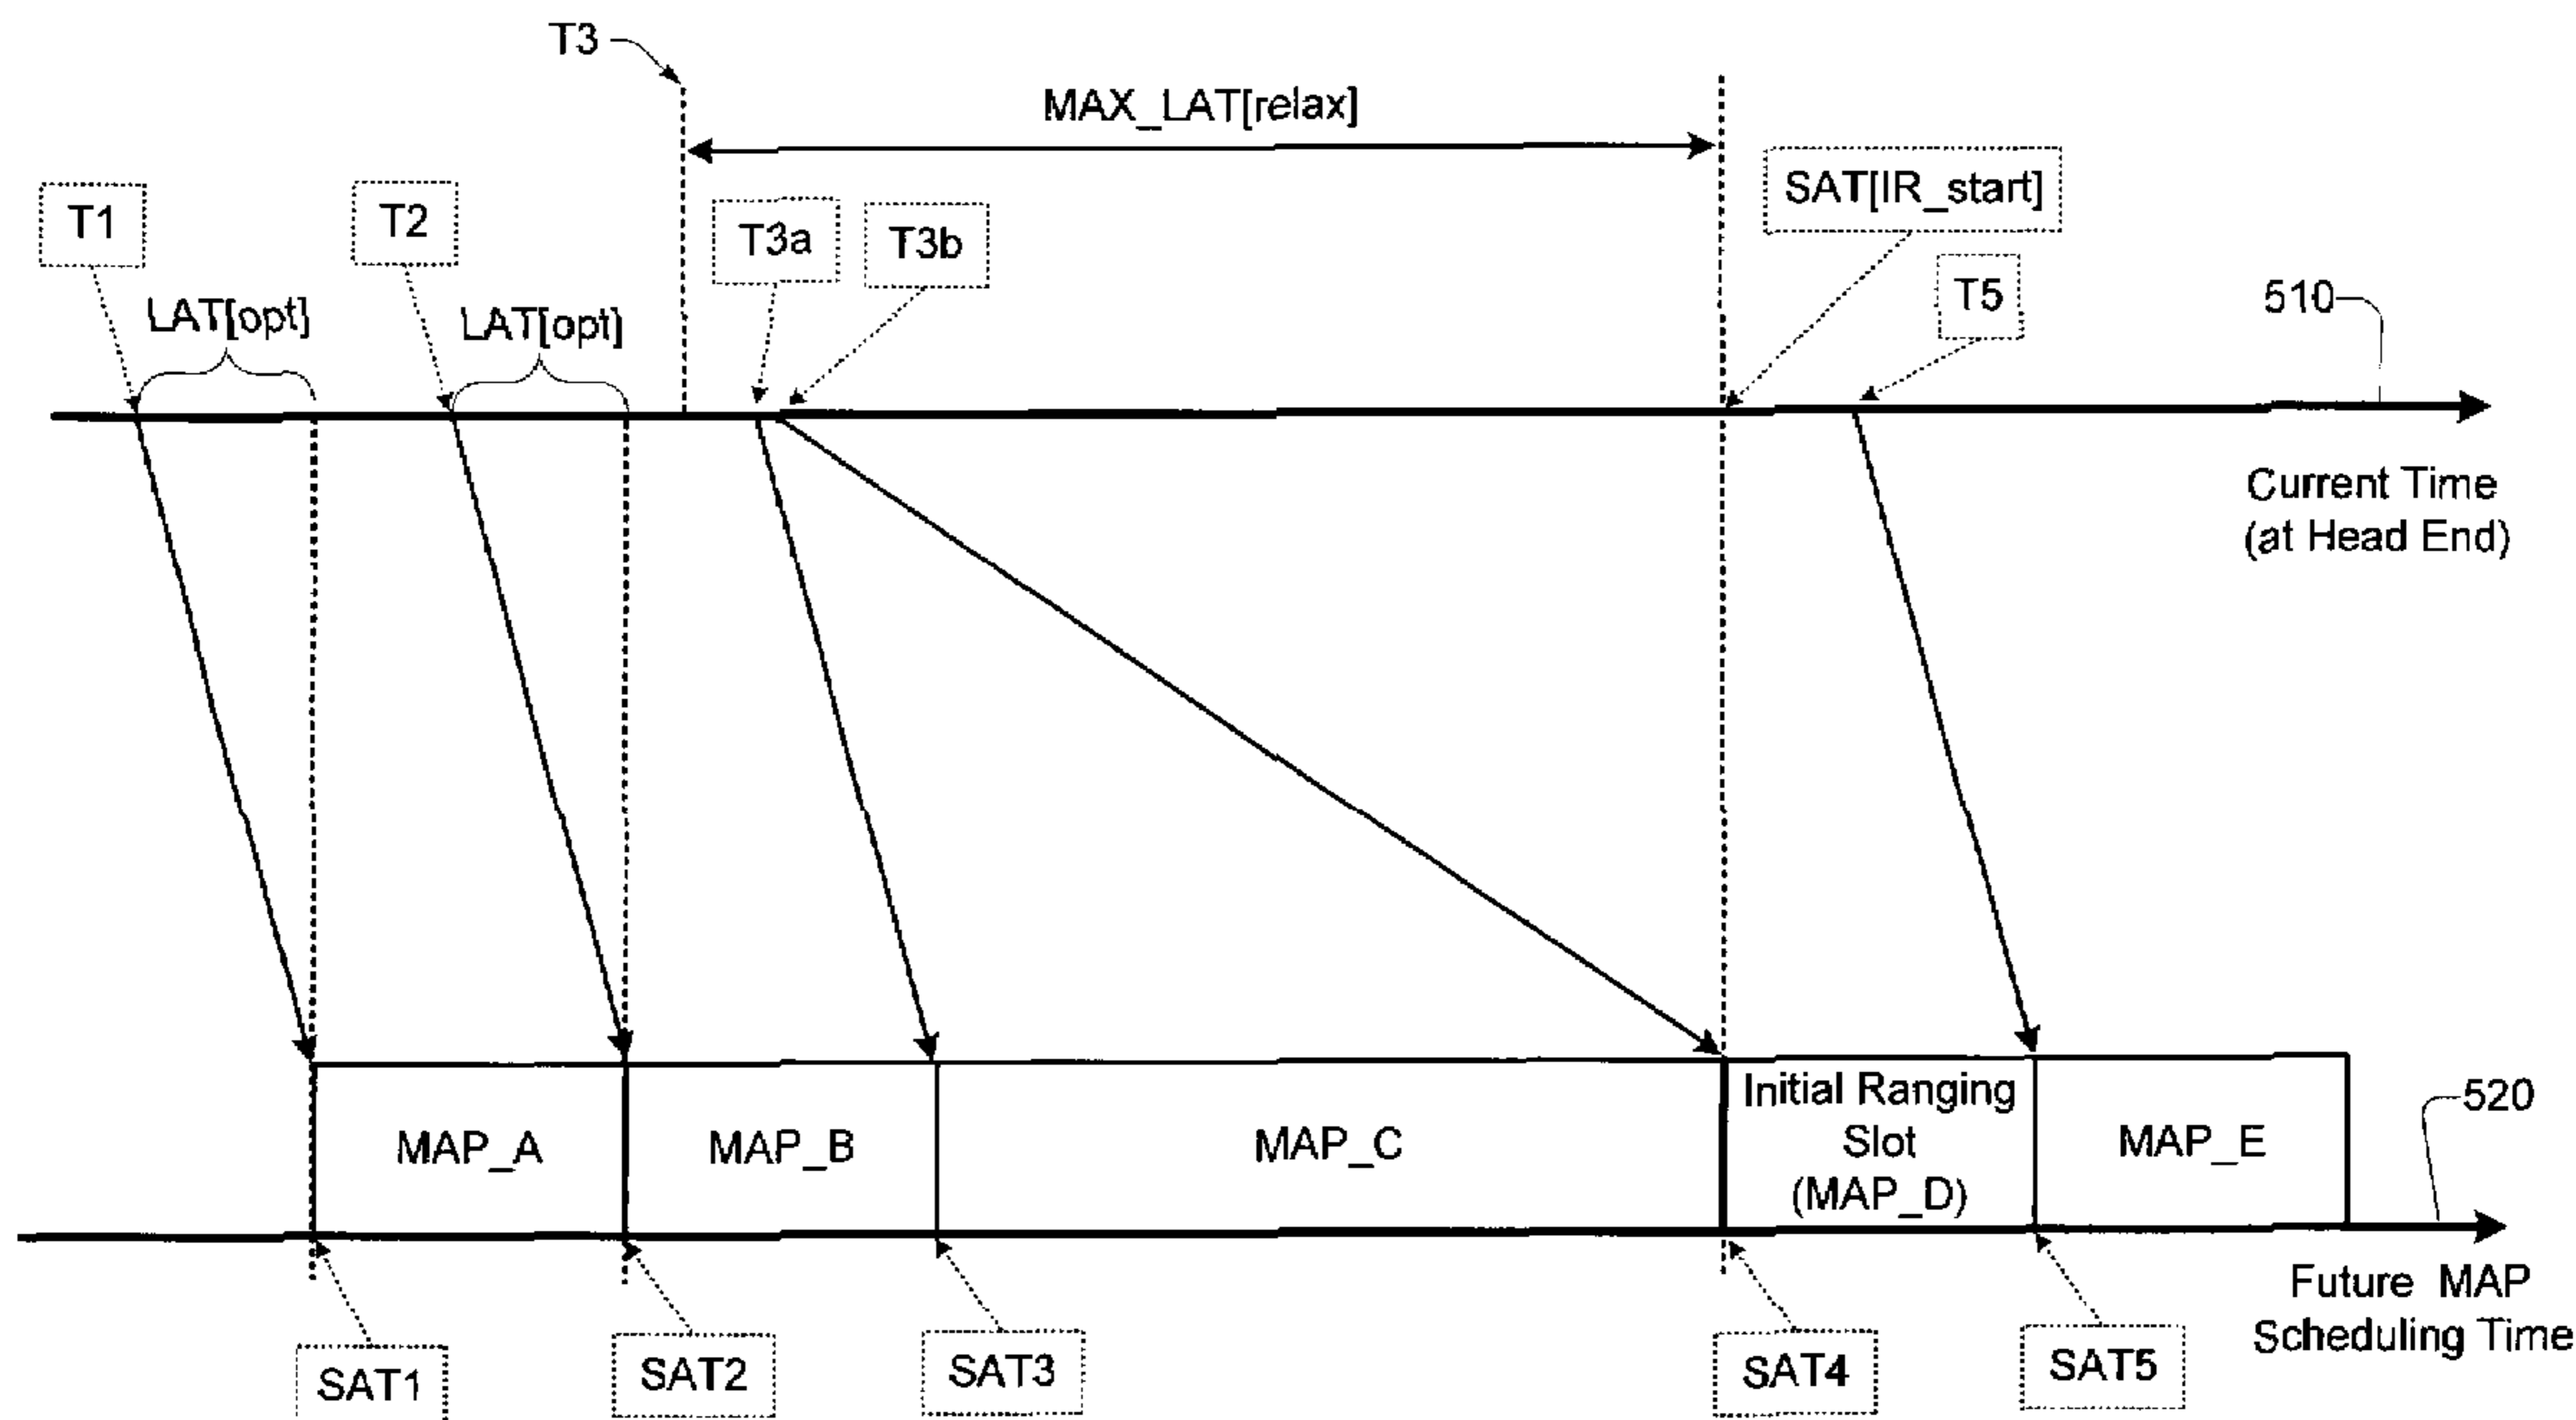 T3
MAX_LAT[relax]
SAT[IR_start]
T1
T2
T3a
T3b
T5
510
LAT[opt]
LAT[opt]
Current Time
(at Head End)
MAP_A
MAP_B
MAP_C
Initial Ranging
Slot
(MAP_D)
MAP_E
520
Future MAP
Scheduling Time
SAT1
SAT2
SAT3
SAT4
SAT5